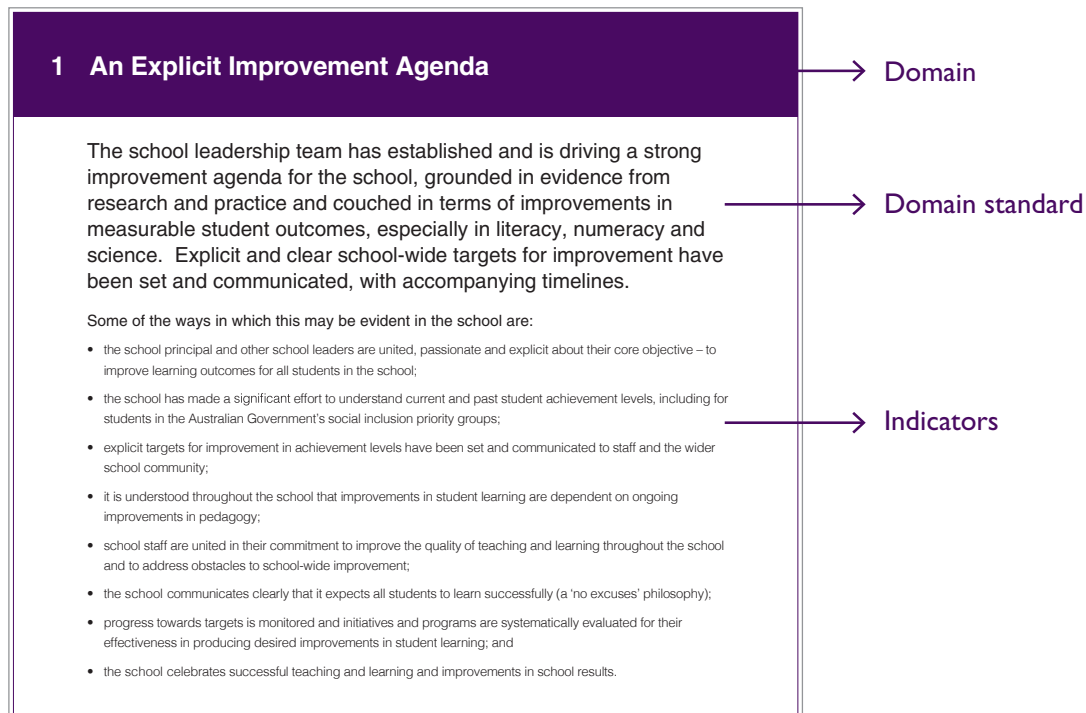 1 An Explicit Improvement Agenda
Domain
The school leadership team has established and is driving a strong
improvement agenda for the school, grounded in evidence from
research and practice and couched in terms of improvements in
measurable student outcomes, especially in literacy, numeracy and
science.  Explicit and clear school-wide targets for improvement have
been set and communicated, with accompanying timelines.
Domain standard
Some of the ways in which this may be evident in the school are:
• the school principal and other school leaders are united, passionate and explicit about their core objective – to
improve learning outcomes for all students in the school;
• the school has made a significant effort to understand current and past student achievement levels, including for
students in the Australian Government's social inclusion priority groups;
Indicators
• explicit targets for improvement in achievement levels have been set and communicated to staff and the wider
school community;
• it is understood throughout the school that improvements in student learning are dependent on ongoing
improvements in pedagogy;
• school staff are united in their commitment to improve the quality of teaching and learning throughout the school
and to address obstacles to school-wide improvement;
• the school communicates clearly that it expects all students to learn successfully (a 'no excuses' philosophy);
• progress towards targets is monitored and initiatives and programs are systematically evaluated for their
effectiveness in producing desired improvements in student learning; and
• the school celebrates successful teaching and learning and improvements in school results.